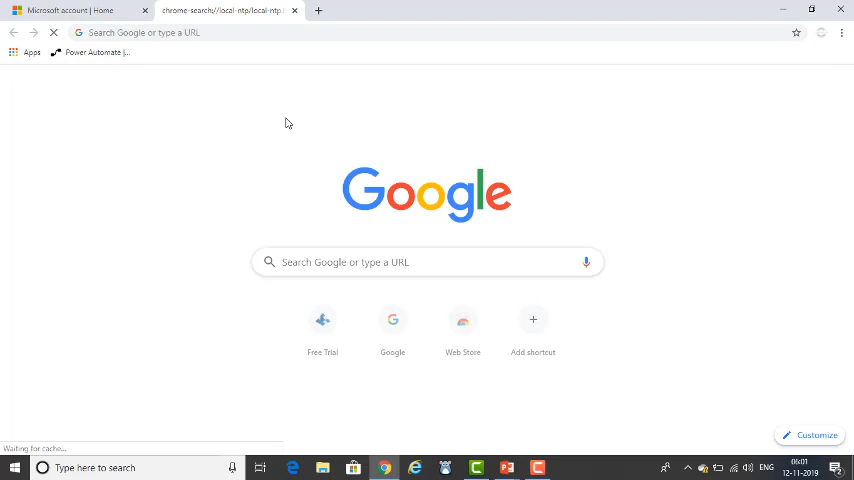 Microsoft account | Home
chrome-search://local-ntp/local-ntp.
Search Google or type a URL
Apps
Power Automate |...
Google
Search Google or type a URL
Free Trial
Google
Web Store
Add shortcut
Customize
Waiting for cache...
Type here to search
ENG
06:01
12-11-2019
2